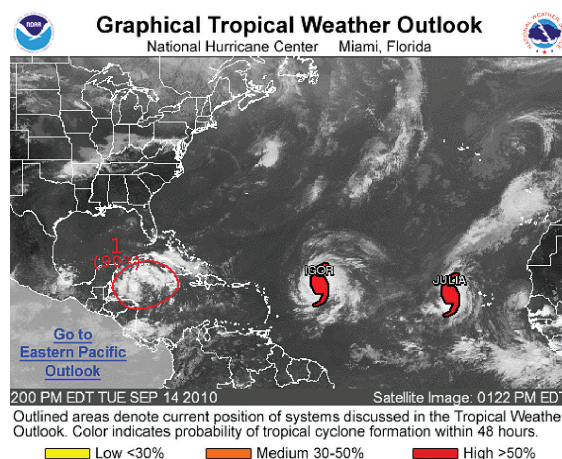 Graphical Tropical Weather Outlook
National Hurricane Center Miami, Florida
NOAA
1
IGOR
JULIA
Go to
Eastern Pacific
Outlook
200 PM EDT TUE SEP 14 2010 Satellite Image: 0122 PM EDT
Outlined areas denote current position of systems discussed in the Tropical Weathe
Outlook. Color indicates probability of tropical cyclone formation within 48 hours.
Low <30% Medium 30-50% High >50%